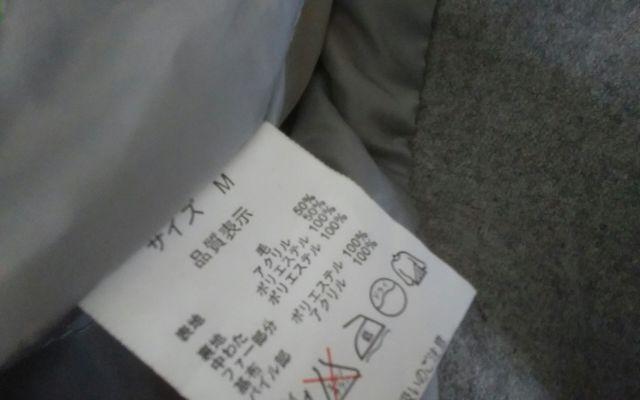 サイズ M
品質表示
表地 毛 50%
アクリル 50%
裏地 ポリエステル 100%
中わた ポリエステル 100%
ファー部分
基布 ポリエステル 100%
パイル部 アクリル 100%